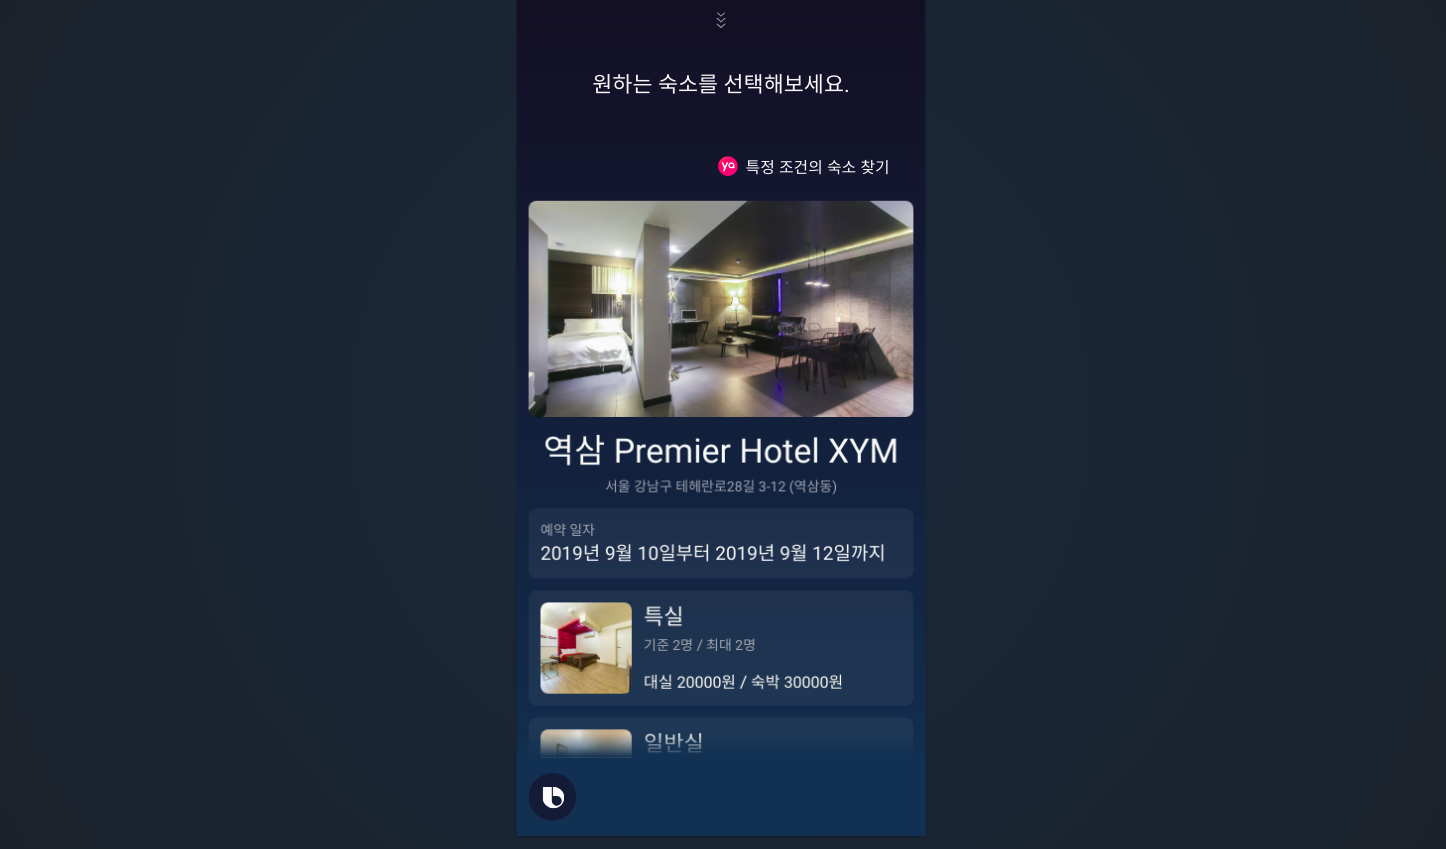 원하는 숙소를 선택해보세요.
ya 특정 조건의 숙소 찾기
역삼 Premier Hotel XYM
서울 강남구 테헤란로28길 3-12 (역삼동)
예약 일자
2019년 9월 10일부터 2019년 9월 12일까지
특실
기준 2명 / 최대 2명
대실 20000원 / 숙박 30000원
일반실